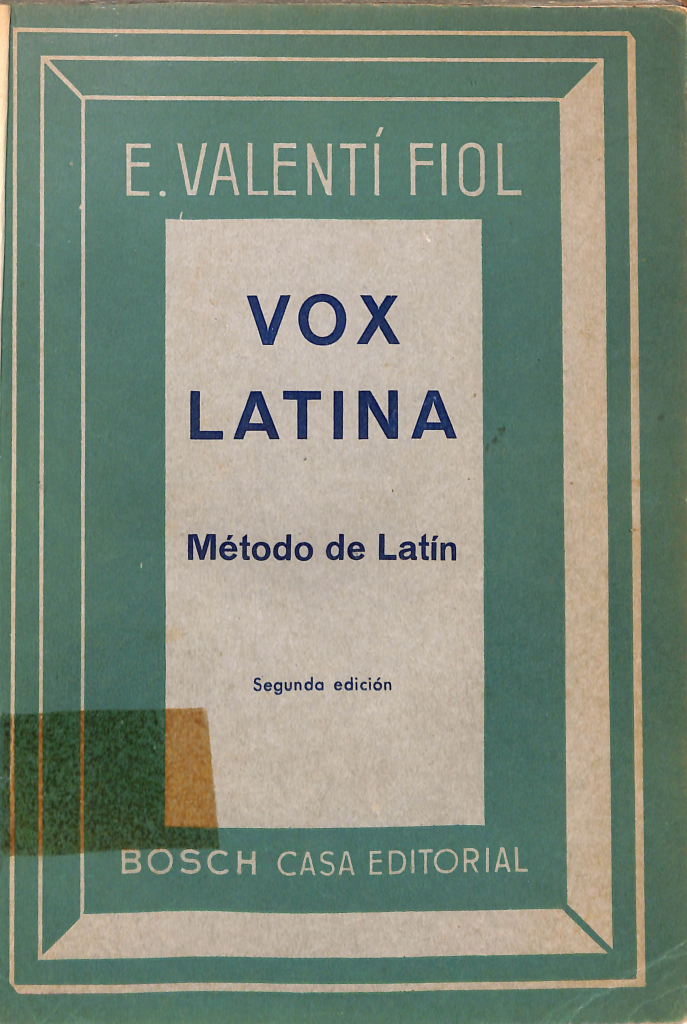 E. VALENTÍ FIOL
VOX
LATINA
Método de Latín
Segunda edición
BOSCH CASA EDITORIAL